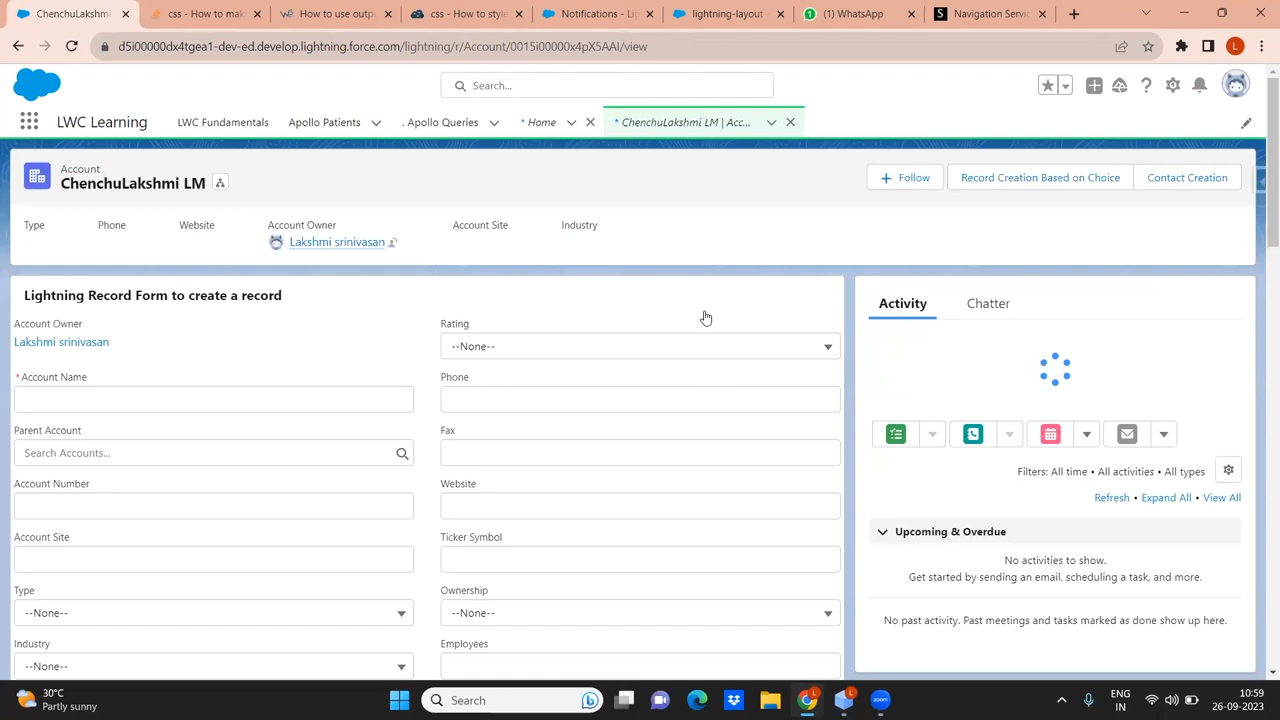 ChenchuLakshmi
css - How to mak
How to use outp
css - How to style
Notifications - Lig
lightning-layout
(1) WhatsApp
Navigation Servic
d5i00000dx4tgea1-dev-ed.develop.lightning.force.com/lightning/r/Account/0015i00000x4pX5AAI/view
Search...
LWC Learning
LWC Fundamentals
Apollo Patients
. Apollo Queries
* Home
* ChenchuLakshmi LM | Acc...
Account
ChenchuLakshmi LM
Follow
Record Creation Based on Choice
Contact Creation
Type
Phone
Website
Account Owner
Account Site
Industry
Lakshmi srinivasan
Lightning Record Form to create a record
Account Owner
Lakshmi srinivasan
Rating
--None--
* Account Name
Phone
Parent Account
Search Accounts...
Fax
Account Number
Website
Account Site
Ticker Symbol
Type
--None--
Ownership
--None--
Industry
--None--
Employees
Activity
Chatter
Filters: All time • All activities • All types
Refresh • Expand All • View All
Upcoming & Overdue
No activities to show.
Get started by sending an email, scheduling a task, and more.
No past activity. Past meetings and tasks marked as done show up here.
30°C
Partly sunny
Search
zoom
ENG
IN
10:59
26-09-2023